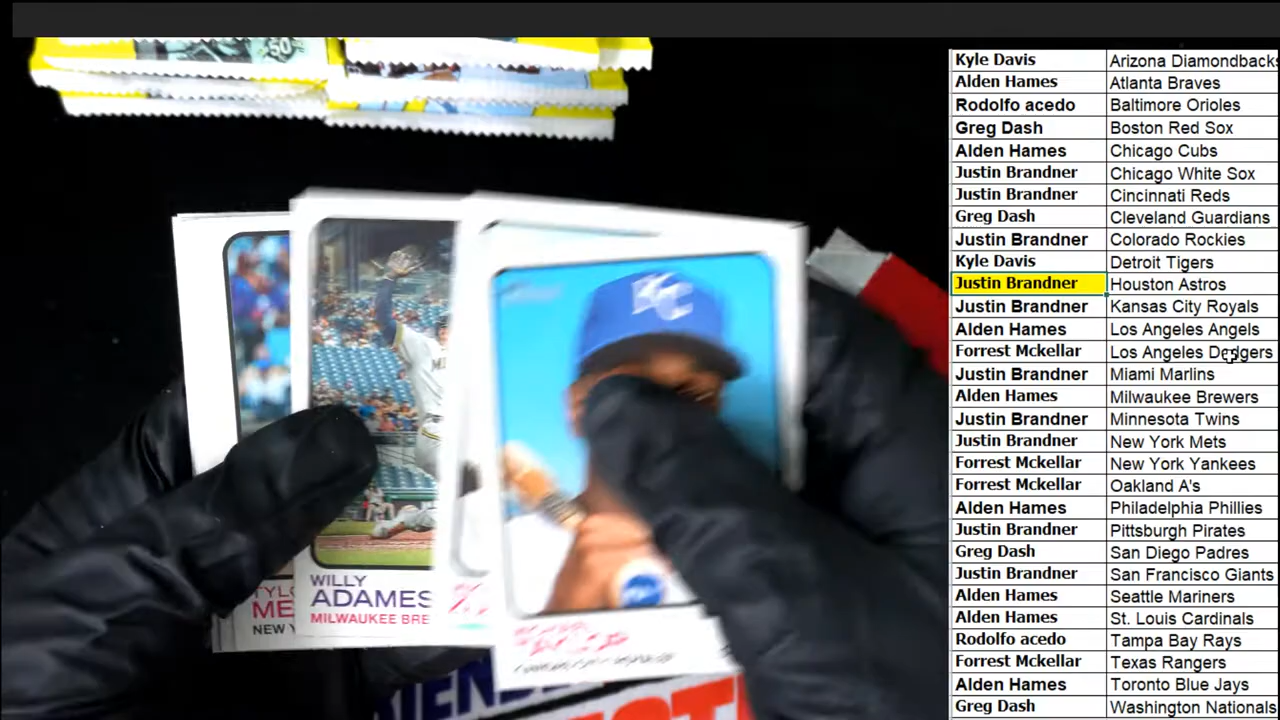 50
KC
TYLO
ME
NEW Y
WILLY
ADAMES
MILWAUKEE BRE
Kyle Davis Arizona Diamondbacks
Alden Hames Atlanta Braves
Rodolfo acedo Baltimore Orioles
Greg Dash Boston Red Sox
Alden Hames Chicago Cubs
Justin Brandner Chicago White Sox
Justin Brandner Cincinnati Reds
Greg Dash Cleveland Guardians
Justin Brandner Colorado Rockies
Kyle Davis Detroit Tigers
Justin Brandner Houston Astros
Justin Brandner Kansas City Royals
Alden Hames Los Angeles Angels
Forrest Mckellar Los Angeles Dodgers
Justin Brandner Miami Marlins
Alden Hames Milwaukee Brewers
Justin Brandner Minnesota Twins
Justin Brandner New York Mets
Forrest Mckellar New York Yankees
Forrest Mckellar Oakland A's
Alden Hames Philadelphia Phillies
Justin Brandner Pittsburgh Pirates
Greg Dash San Diego Padres
Justin Brandner San Francisco Giants
Alden Hames Seattle Mariners
Alden Hames St. Louis Cardinals
Rodolfo acedo Tampa Bay Rays
Forrest Mckellar Texas Rangers
Alden Hames Toronto Blue Jays
Greg Dash Washington Nationals